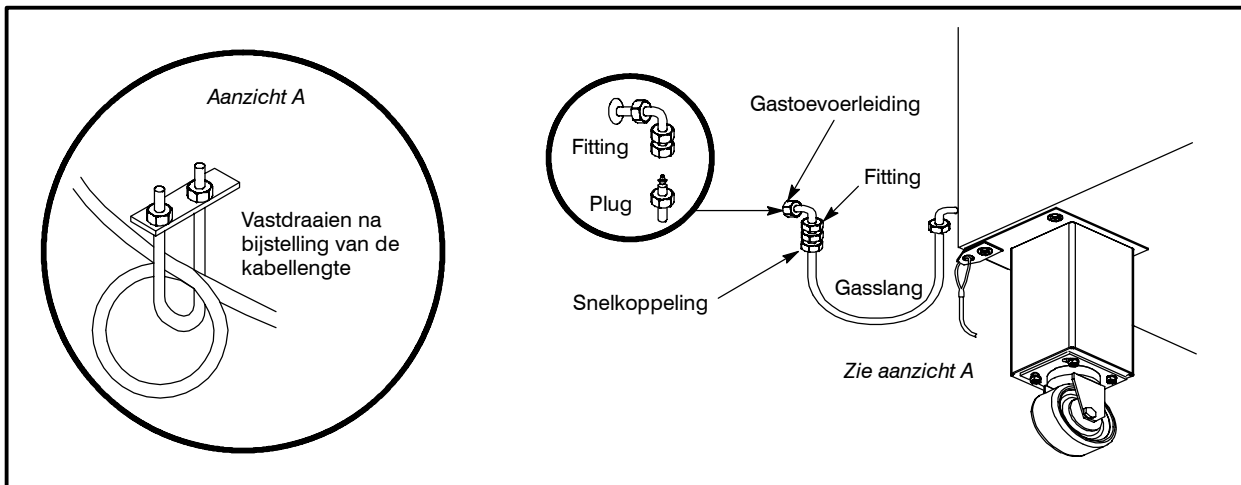 Aanzicht A
Vastdraaien na
bijstelling van de
kabellengte
Fitting
Plug
Gastoevoerleiding
Fitting
Snelkoppeling
Gasslang
Zie aanzicht A